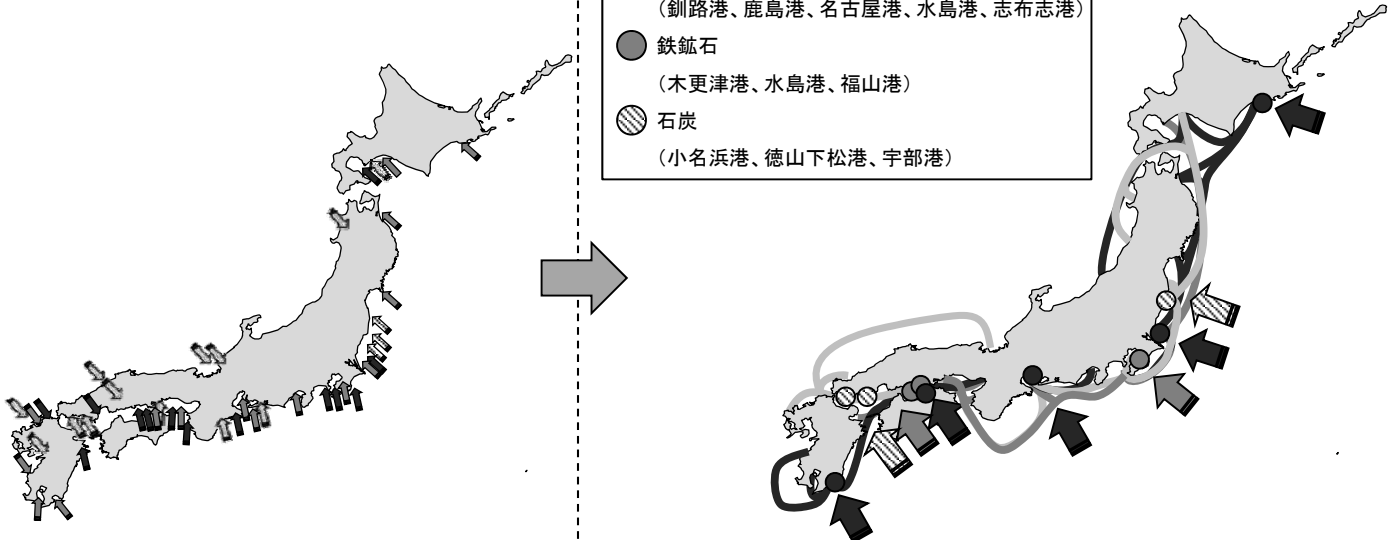 (釧路港、鹿島港、名古屋港、水島港、志布志港)
鉄鉱石
(木更津港、水島港、福山港)
石炭
(小名浜港、徳山下松港、宇部港)